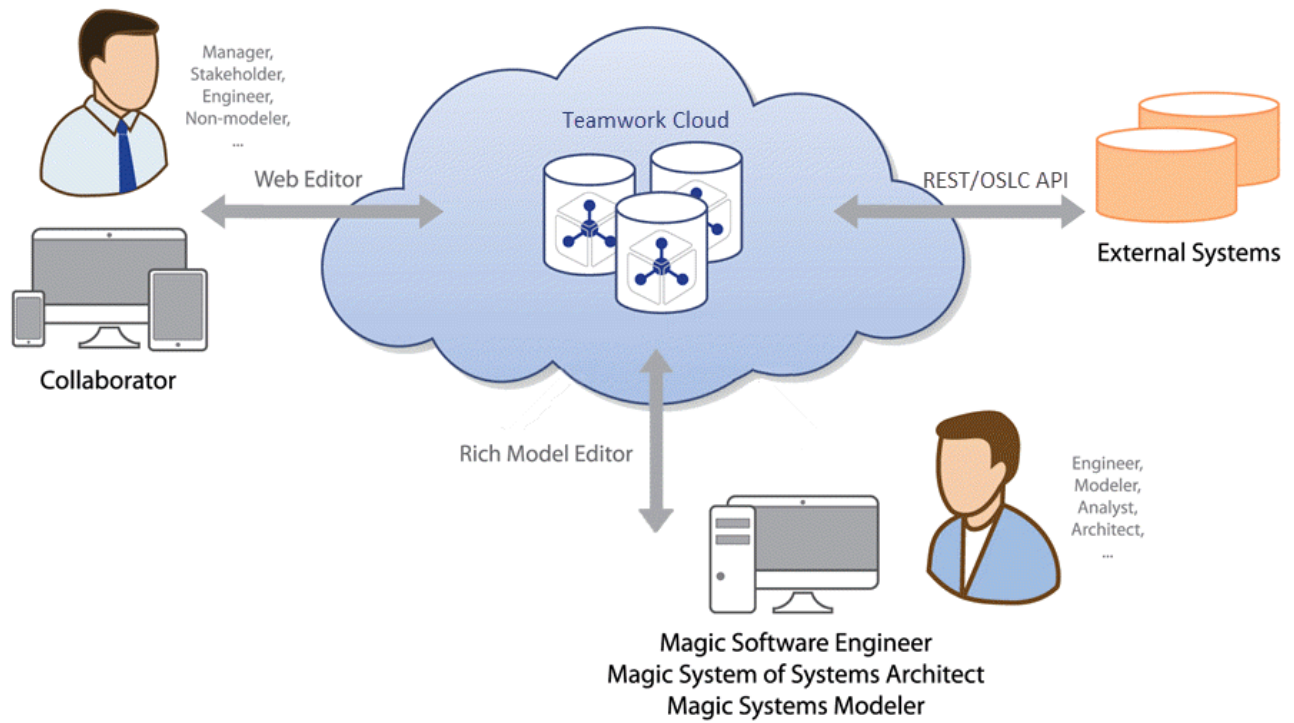 Manager,
Stakeholder,
Engineer,
Non-modeler,
...
Web Editor
Collaborator
Teamwork Cloud
REST/OSLC API
External Systems
Rich Model Editor
Engineer,
Modeler,
Analyst,
Architect,
...
Magic Software Engineer
Magic System of Systems Architect
Magic Systems Modeler